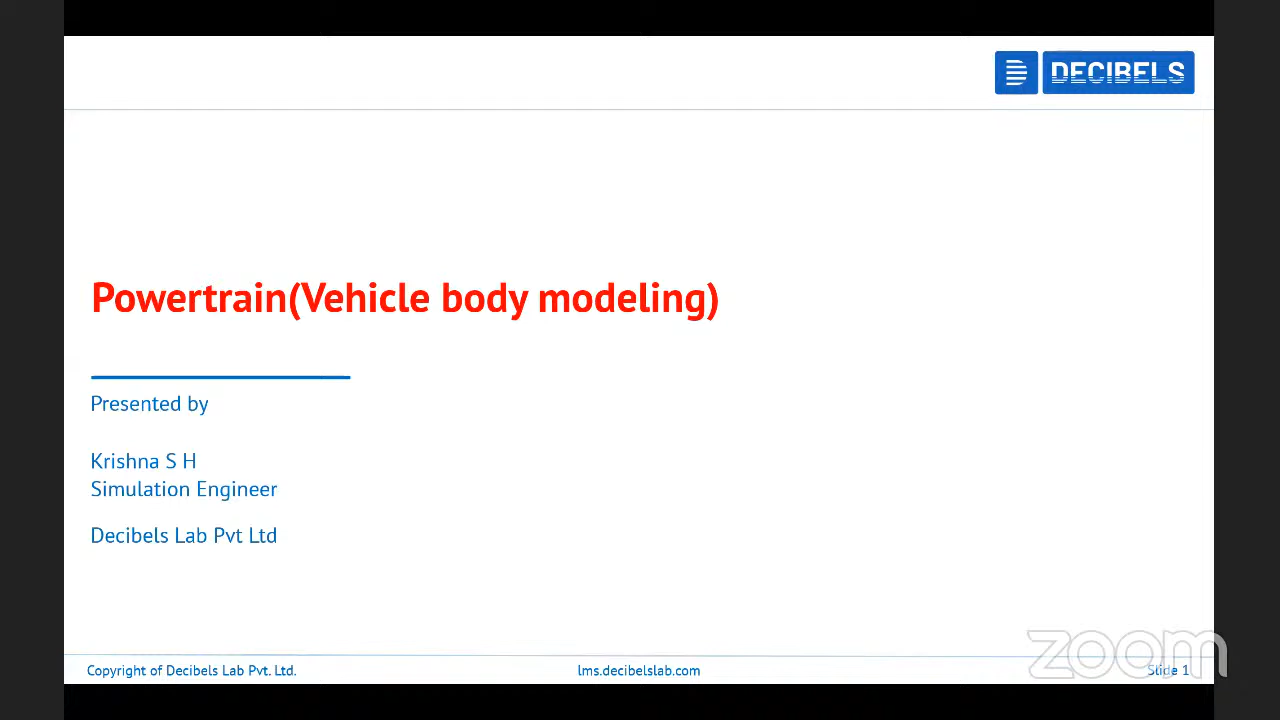 DECIBELS
Powertrain(Vehicle body modeling)
Presented by
Krishna S H
Simulation Engineer
Decibels Lab Pvt Ltd
Copyright of Decibels Lab Pvt. Ltd.
lms.decibelslab.com
Slide 1
zoom